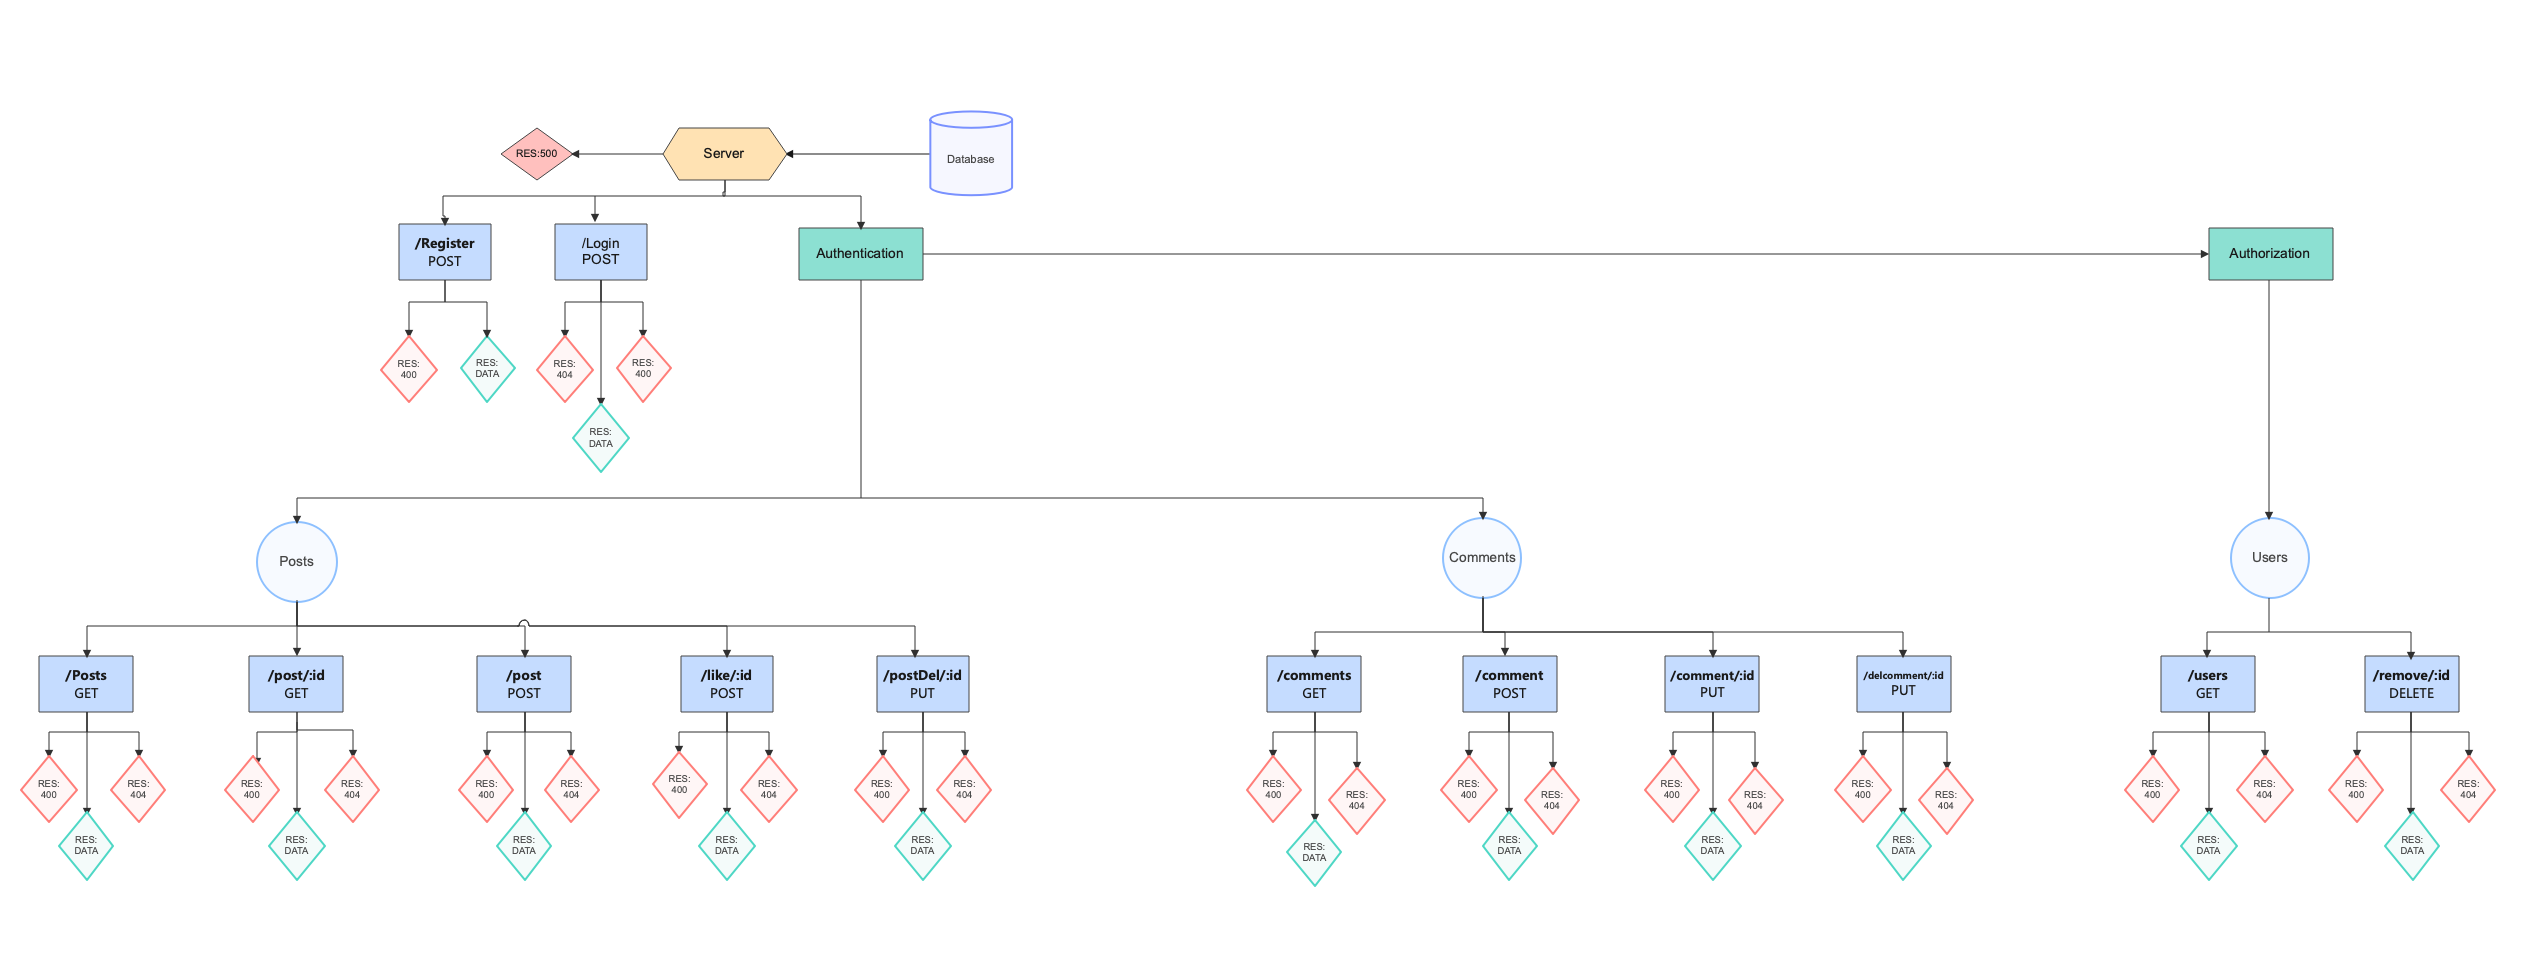 RES:500
Server
Database
/Register
POST
/Login
POST
Authentication
Authorization
RES:
400
RES:
DATA
RES:
404
RES:
400
RES:
DATA
Posts
Comments
Users
/Posts
GET
/post/:id
GET
/post
POST
/like/:id
POST
/postDel/:id
PUT
/comments
GET
/comment
POST
/comment/:id
PUT
/delcomment/:id
PUT
/users
GET
/remove/:id
DELETE
RES:
400
RES:
404
RES:
DATA
RES:
400
RES:
404
RES:
DATA
RES:
400
RES:
404
RES:
DATA
RES:
400
RES:
404
RES:
DATA
RES:
400
RES:
404
RES:
DATA
RES:
400
RES:
404
RES:
DATA
RES:
400
RES:
404
RES:
DATA
RES:
400
RES:
404
RES:
DATA
RES:
400
RES:
404
RES:
DATA
RES:
400
RES:
404
RES:
DATA
RES:
400
RES:
404
RES:
DATA